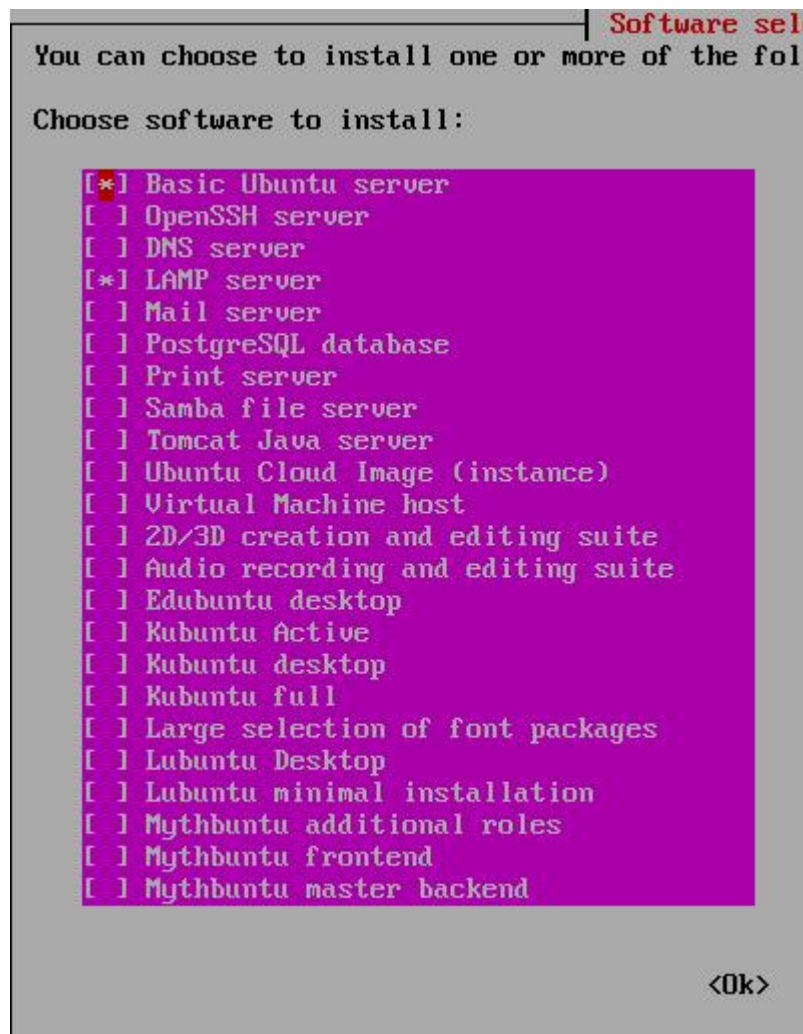 Software sel
You can choose to install one or more of the fol
Choose software to install:
[*] Basic Ubuntu server
[ ] OpenSSH server
[ ] DNS server
[*] LAMP server
[ ] Mail server
[ ] PostgreSQL database
[ ] Print server
[ ] Samba file server
[ ] Tomcat Java server
[ ] Ubuntu Cloud Image (instance)
[ ] Virtual Machine host
[ ] 2D/3D creation and editing suite
[ ] Audio recording and editing suite
[ ] Edubuntu desktop
[ ] Kubuntu Active
[ ] Kubuntu desktop
[ ] Kubuntu full
[ ] Large selection of font packages
[ ] Lubuntu Desktop
[ ] Lubuntu minimal installation
[ ] Mythbuntu additional roles
[ ] Mythbuntu frontend
[ ] Mythbuntu master backend
<Ok>